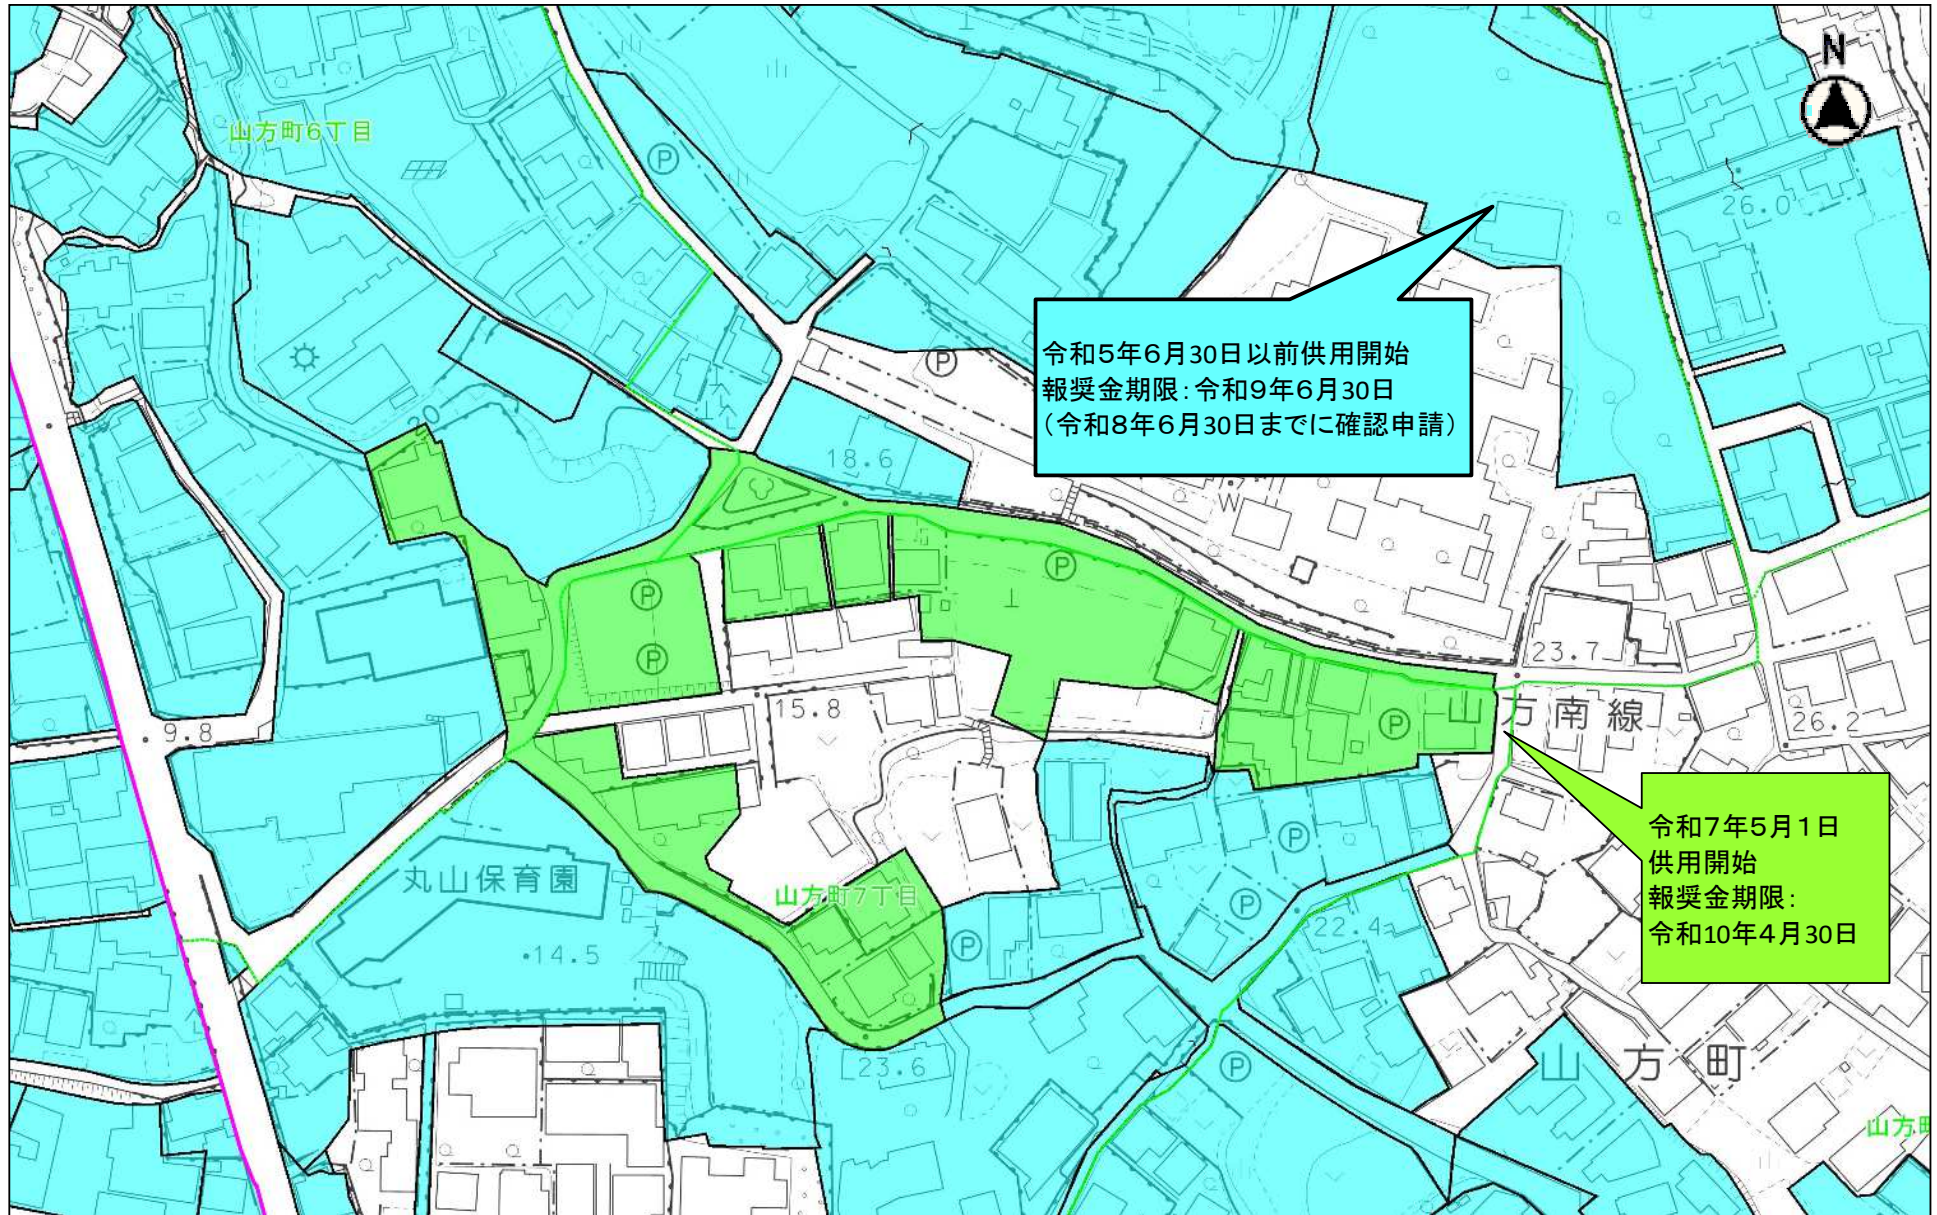 N
山方町6丁目
P
26.0
令和5年6月30日以前供用開始
報奨金期限:令和9年6月30日
(令和8年6月30日までに確認申請)
P
20
18.6
W
P
P
P
23.7
15.8
山方南線
P
26.2
9.8
令和7年5月1日
供用開始
報奨金期限:
令和10年4月30日
P
丸山保育園
山方町7丁目
P
22.4
P
14.5
23.6
P
山方町
山方町